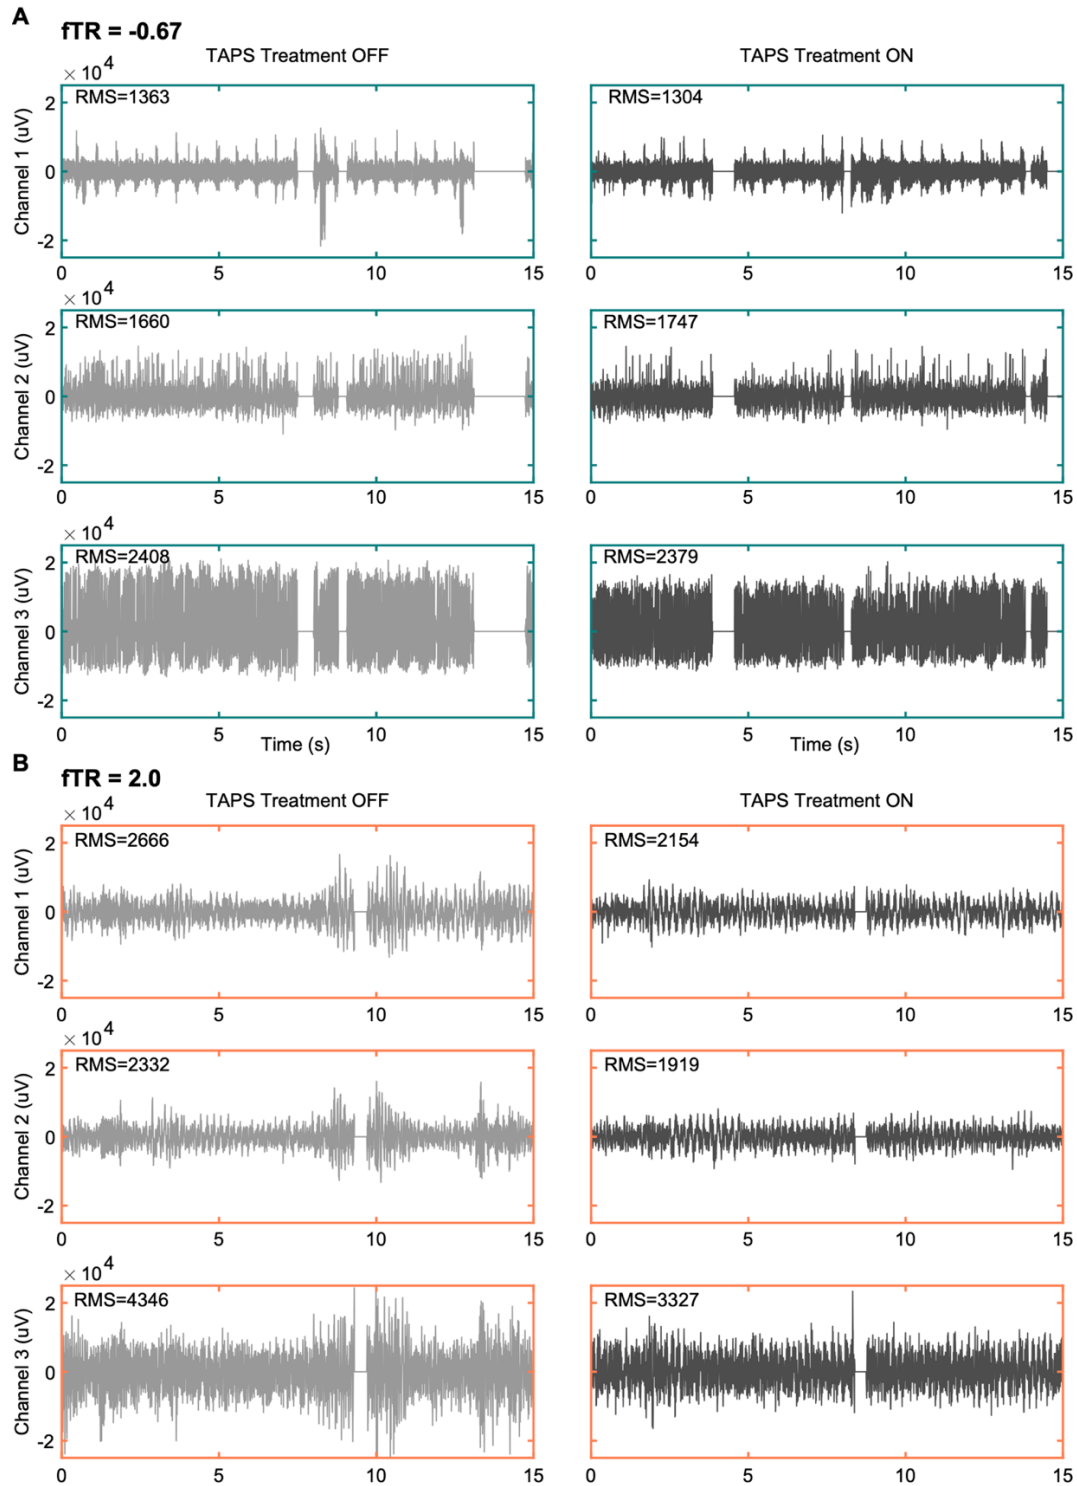 A
fTR = -0.67
TAPS Treatment OFF
TAPS Treatment ON
× 10^4
RMS=1363
RMS=1304
Channel 1 (uV)
2
0
-2
0 5 10 15
0 5 10 15
× 10^4
RMS=1660
RMS=1747
Channel 2 (uV)
2
0
-2
0 5 10 15
0 5 10 15
× 10^4
RMS=2408
RMS=2379
Channel 3 (uV)
2
0
-2
0 5 10 15
0 5 10 15
Time (s)
Time (s)
B
fTR = 2.0
TAPS Treatment OFF
TAPS Treatment ON
× 10^4
RMS=2666
RMS=2154
Channel 1 (uV)
2
0
-2
0 5 10 15
0 5 10 15
× 10^4
RMS=2332
RMS=1919
Channel 2 (uV)
2
0
-2
0 5 10 15
0 5 10 15
× 10^4
RMS=4346
RMS=3327
Channel 3 (uV)
2
0
-2
0 5 10 15
0 5 10 15